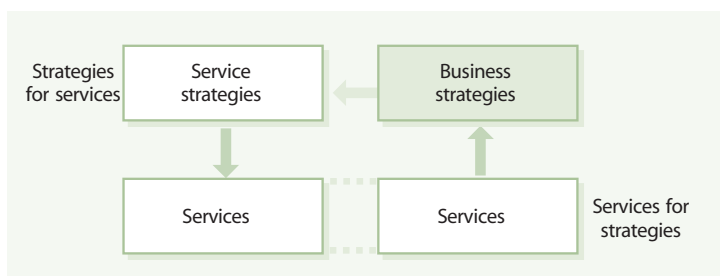 Strategies
for services
Service
strategies
Business
strategies
Services
Services
Services for
strategies